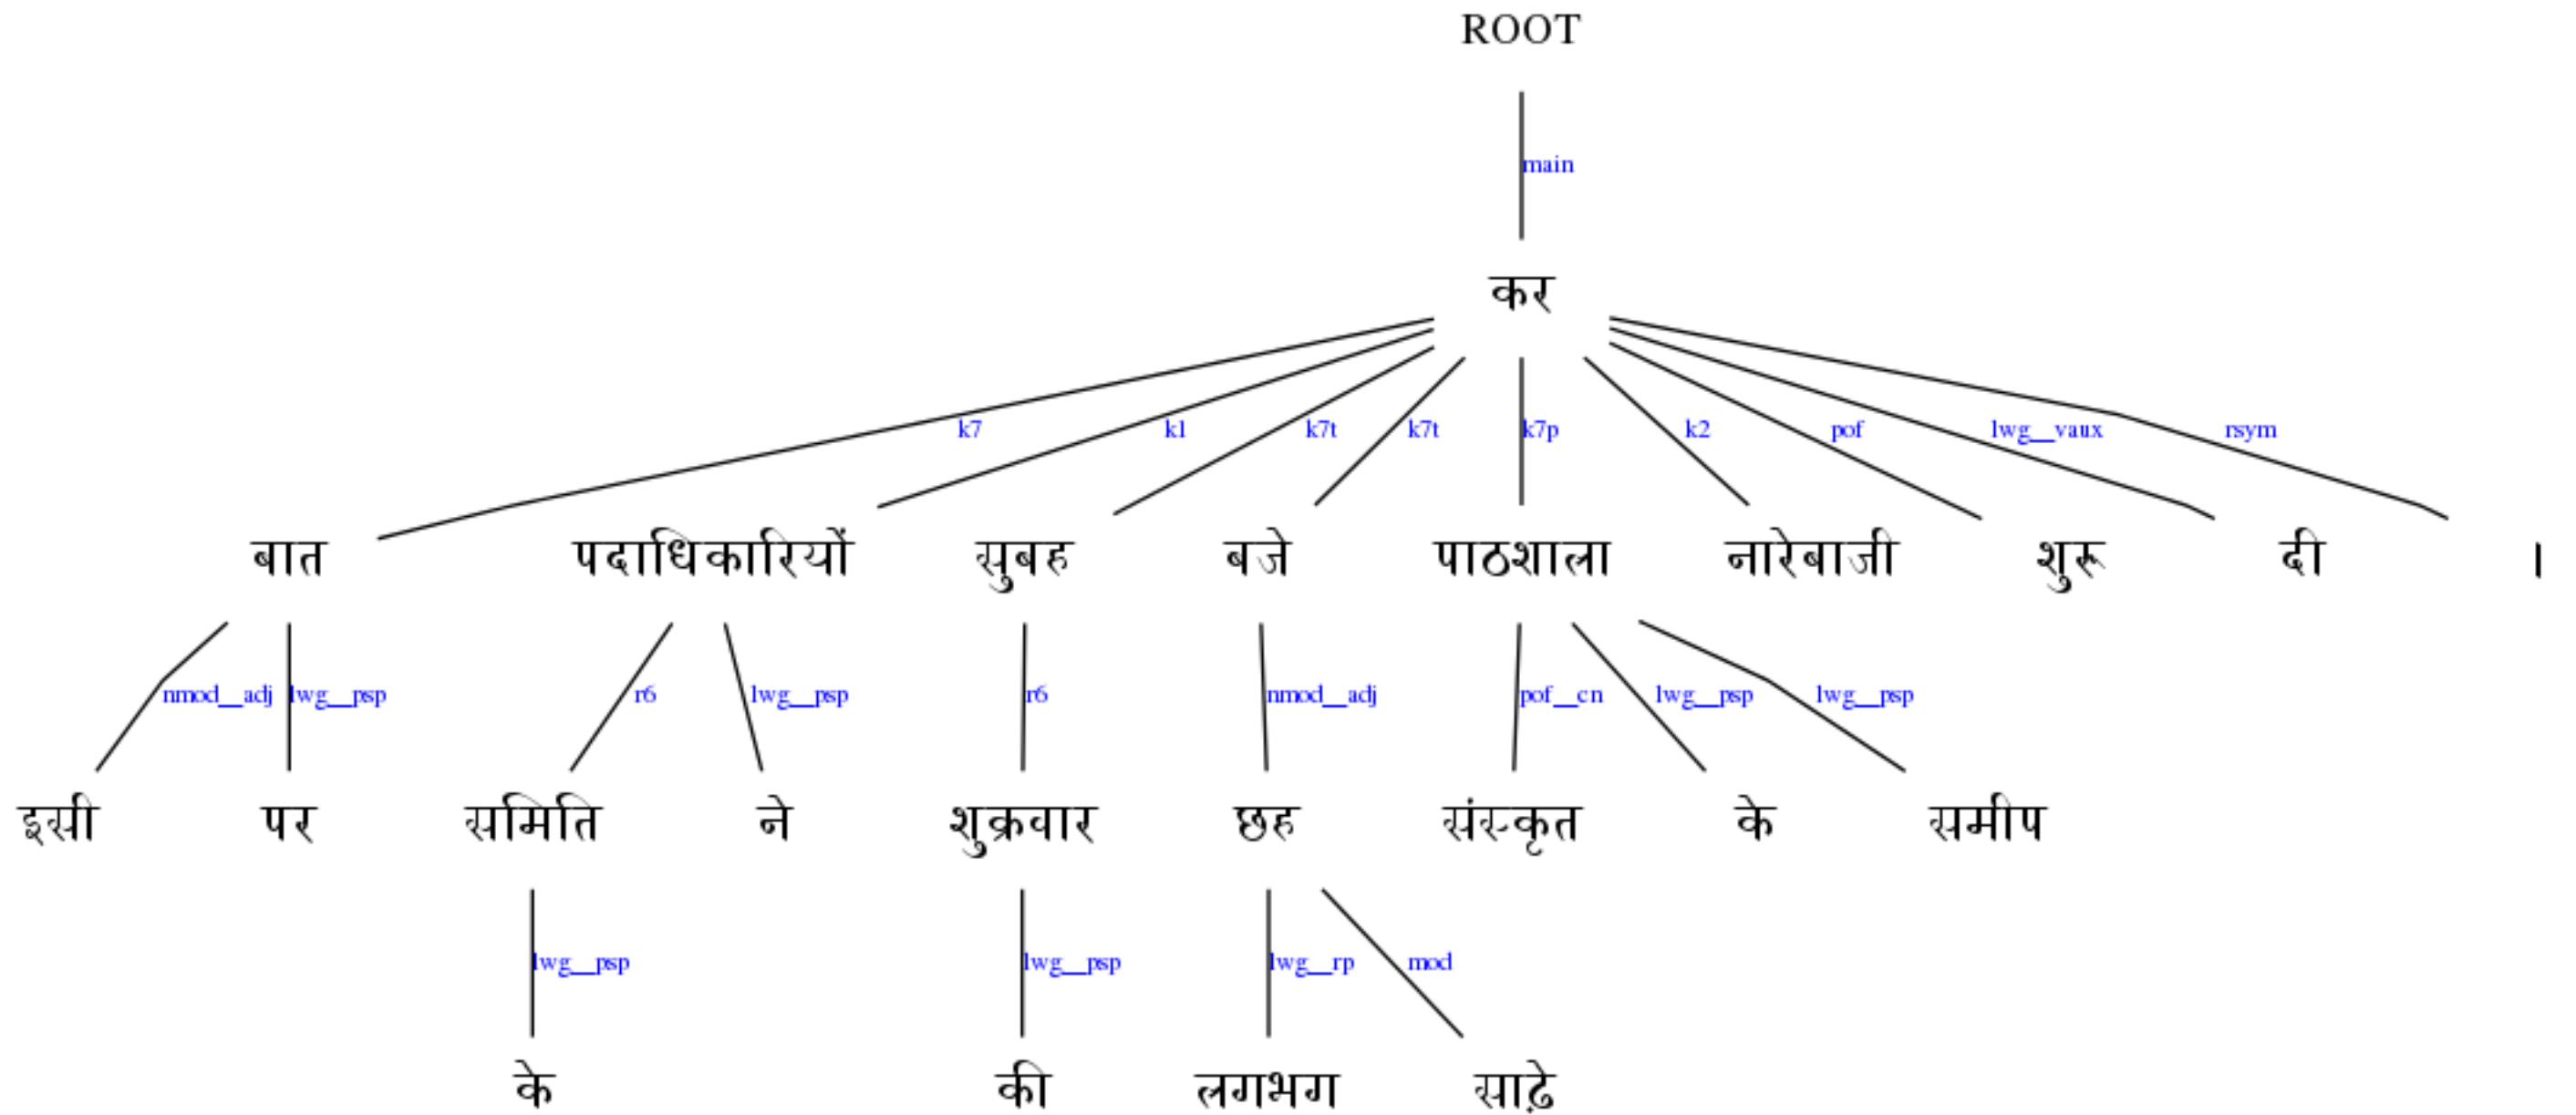 ROOT
main
कर
k7 k1 k7t k7t k7p k2 pof lwg__vaux rsym
बात पदाधिकारियों सुबह बजे पाठशाला नारेबाजी शुरू दी ।
nmod__adj lwg__psp r6 lwg__psp r6 nmod__adj pof__cn lwg__psp lwg__psp
इसी पर समिति ने शुक्रवार छह संस्कृत के समीप
lwg__psp lwg__psp lwg__rp mod
के की लगभग साढ़े